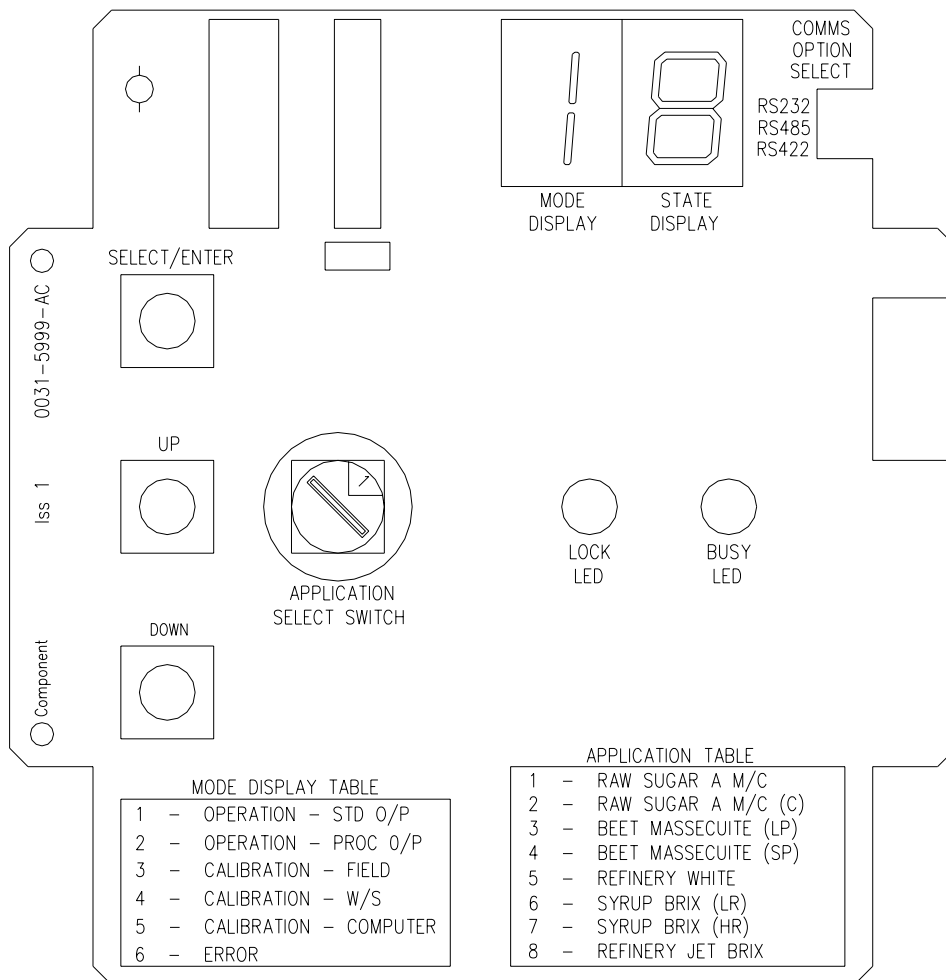 COMMS
OPTION
SELECT
RS232
RS485
RS422
18
MODE
DISPLAY
STATE
DISPLAY
SELECT/ENTER
0031-5999-AC
UP
Iss 1
1
LOCK
LED
BUSY
LED
APPLICATION
SELECT SWITCH
DOWN
Component
MODE DISPLAY TABLE
1 - OPERATION - STD O/P
2 - OPERATION - PROC O/P
3 - CALIBRATION - FIELD
4 - CALIBRATION - W/S
5 - CALIBRATION - COMPUTER
6 - ERROR
APPLICATION TABLE
1 - RAW SUGAR A M/C
2 - RAW SUGAR A M/C (C)
3 - BEET MASSECUITE (LP)
4 - BEET MASSECUITE (SP)
5 - REFINERY WHITE
6 - SYRUP BRIX (LR)
7 - SYRUP BRIX (HR)
8 - REFINERY JET BRIX